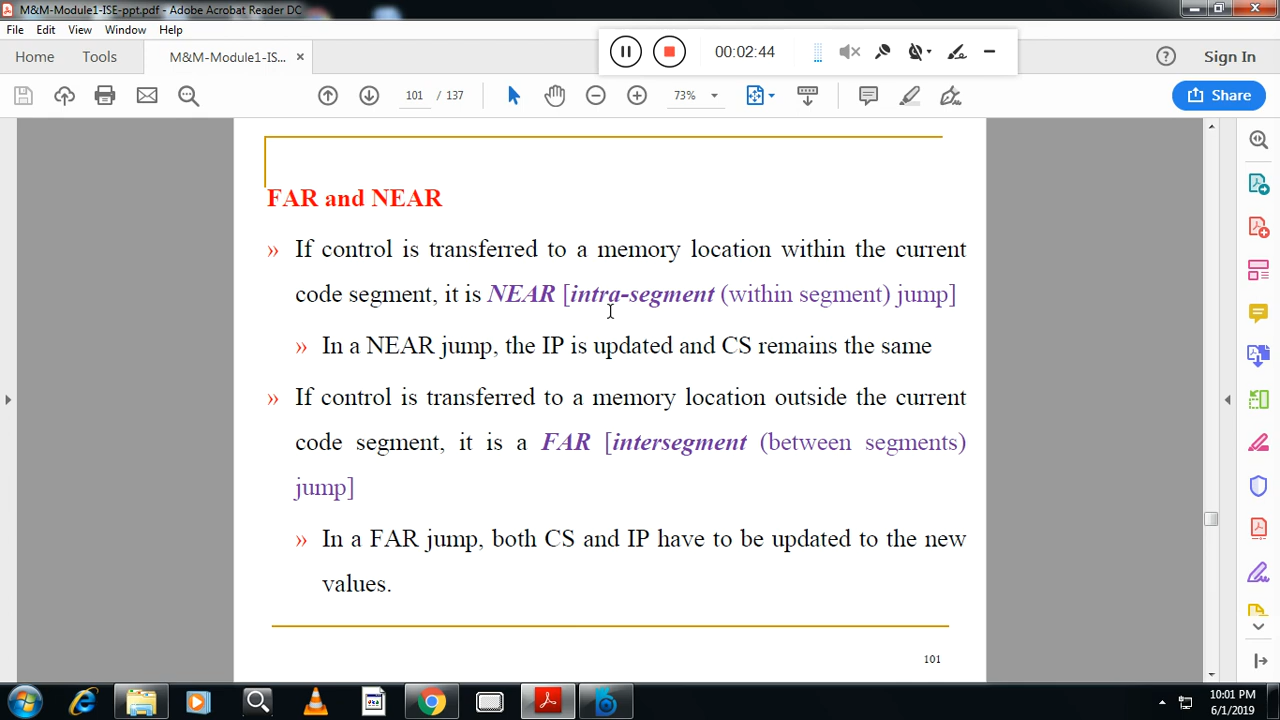 M&M-Module1-ISE-ppt.pdf - Adobe Acrobat Reader DC
File Edit View Window Help
00:02:44
Home Tools M&M-Module1-IS... × Sign In
101 / 137 73% Share
FAR and NEAR
» If control is transferred to a memory location within the current
code segment, it is NEAR [intra-segment (within segment) jump]
» In a NEAR jump, the IP is updated and CS remains the same
» If control is transferred to a memory location outside the current
code segment, it is a FAR [intersegment (between segments)
jump]
» In a FAR jump, both CS and IP have to be updated to the new
values.
101
10:01 PM
6/1/2019